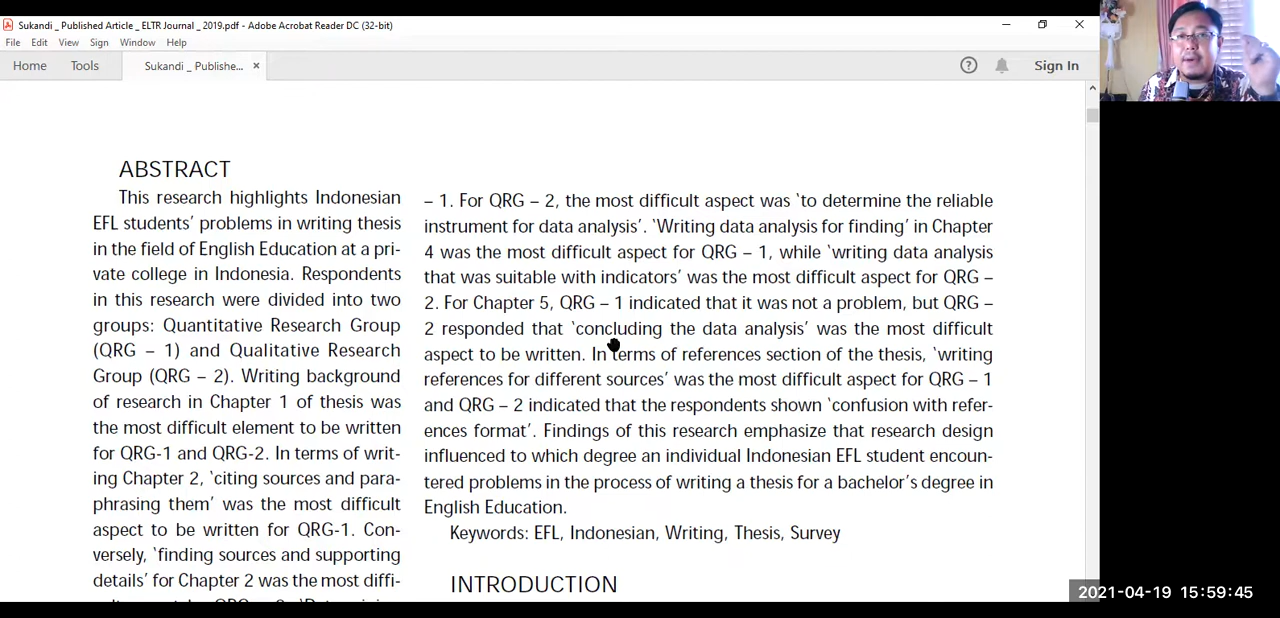 Sukandi _ Published Article _ ELTR Journal _ 2019.pdf - Adobe Acrobat Reader DC (32-bit)
File Edit View Sign Window Help
Home Tools Sukandi _ Publishe... × Sign In
ABSTRACT
This research highlights Indonesian
EFL students' problems in writing thesis
in the field of English Education at a pri-
vate college in Indonesia. Respondents
in this research were divided into two
groups: Quantitative Research Group
(QRG – 1) and Qualitative Research
Group (QRG – 2). Writing background
of research in Chapter 1 of thesis was
the most difficult element to be written
for QRG-1 and QRG-2. In terms of writ-
ing Chapter 2, 'citing sources and para-
phrasing them' was the most difficult
aspect to be written for QRG-1. Con-
versely, 'finding sources and supporting
details' for Chapter 2 was the most diffi-
– 1. For QRG – 2, the most difficult aspect was 'to determine the reliable
instrument for data analysis'. 'Writing data analysis for finding' in Chapter
4 was the most difficult aspect for QRG – 1, while 'writing data analysis
that was suitable with indicators' was the most difficult aspect for QRG –
2. For Chapter 5, QRG – 1 indicated that it was not a problem, but QRG –
2 responded that 'concluding the data analysis' was the most difficult
aspect to be written. In terms of references section of the thesis, 'writing
references for different sources' was the most difficult aspect for QRG – 1
and QRG – 2 indicated that the respondents shown 'confusion with refer-
ences format'. Findings of this research emphasize that research design
influenced to which degree an individual Indonesian EFL student encoun-
tered problems in the process of writing a thesis for a bachelor's degree in
English Education.
Keywords: EFL, Indonesian, Writing, Thesis, Survey
INTRODUCTION
2021-04-19 15:59:45